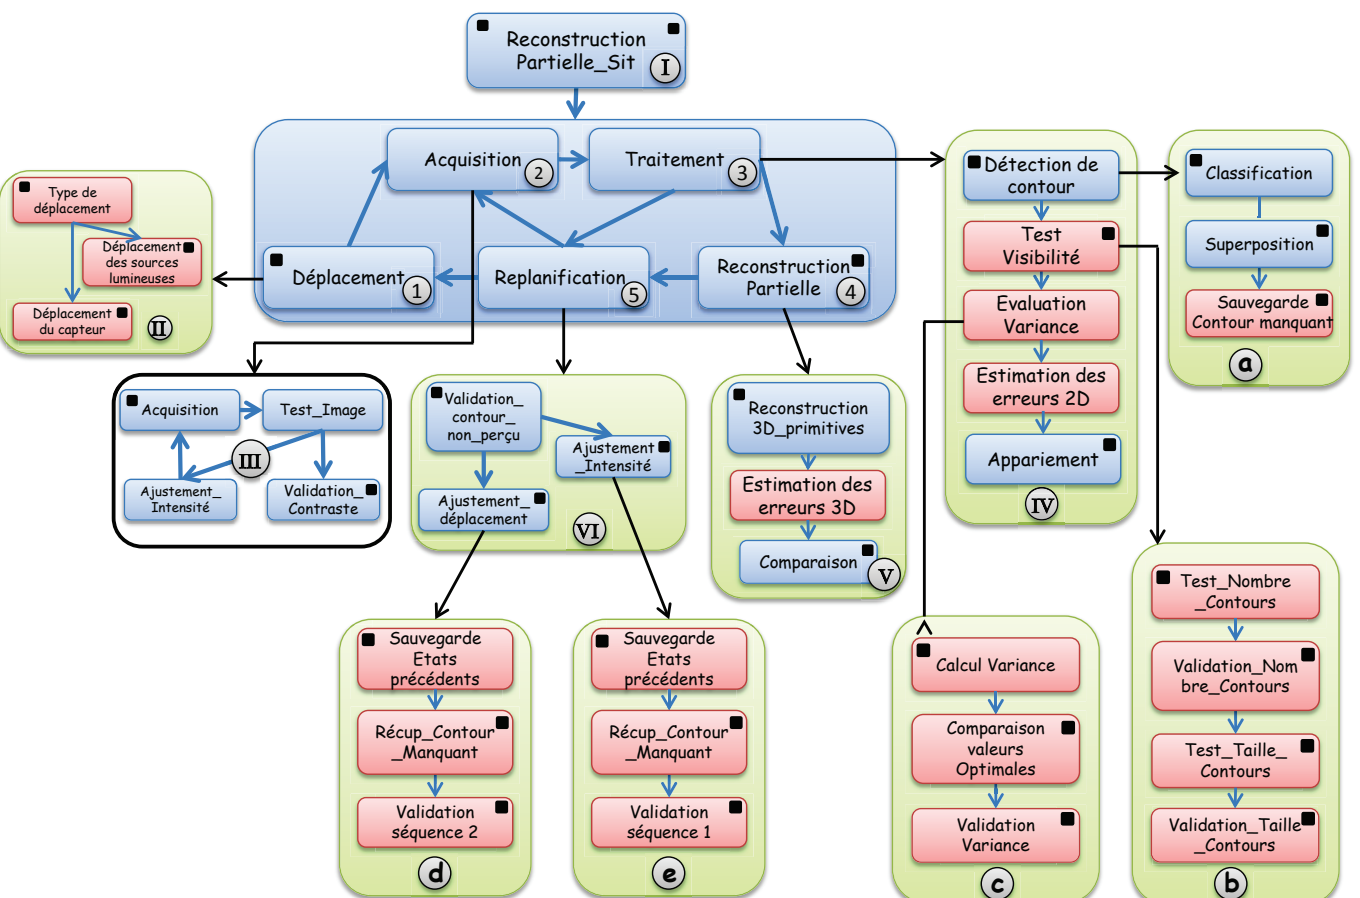 Reconstruction
Partielle_Sit
I
Acquisition
2
Traitement
3
Déplacement
1
Replanification
5
Reconstruction
Partielle
4
Type de
déplacement
Déplacement
des sources
lumineuses
Déplacement
du capteur
II
Acquisition
Test_Image
III
Ajustement_
Intensité
Validation_
Contraste
Validation_
contour_
non_perçu
Ajustement
_Intensité
Ajustement_
déplacement
VI
Reconstruction
3D_primitives
Estimation des
erreurs 3D
Comparaison
V
Détection de
contour
Test
Visibilité
Evaluation
Variance
Estimation des
erreurs 2D
Appariement
IV
Classification
Superposition
Sauvegarde
Contour manquant
a
Sauvegarde
Etats
précédents
Récup_Contour
_Manquant
Validation
séquence 2
d
Sauvegarde
Etats
précédents
Récup_Contour
_Manquant
Validation
séquence 1
e
Calcul Variance
Comparaison
valeurs
Optimales
Validation
Variance
c
Test_Nombre
_Contours
Validation_Nom
bre_Contours
Test_Taille_
Contours
Validation_Taille
_Contours
b